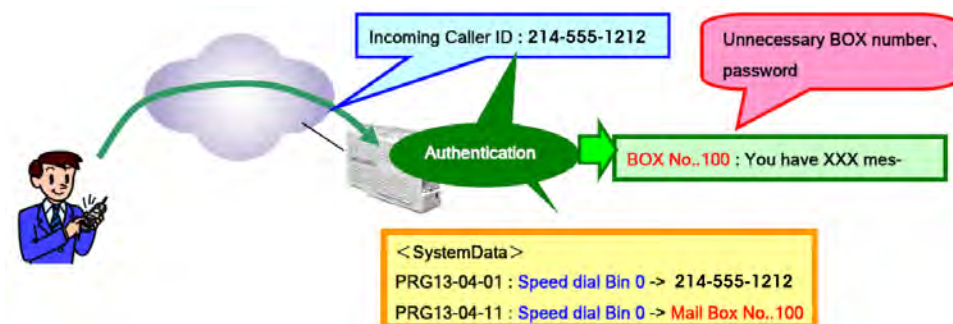 Incoming Caller ID : 214-555-1212
Unnecessary BOX number、
password
Authentication
BOX No..100 : You have XXX mes-
＜SystemData＞
PRG13-04-01 : Speed dial Bin 0 -> 214-555-1212
PRG13-04-11 : Speed dial Bin 0 -> Mail Box No..100